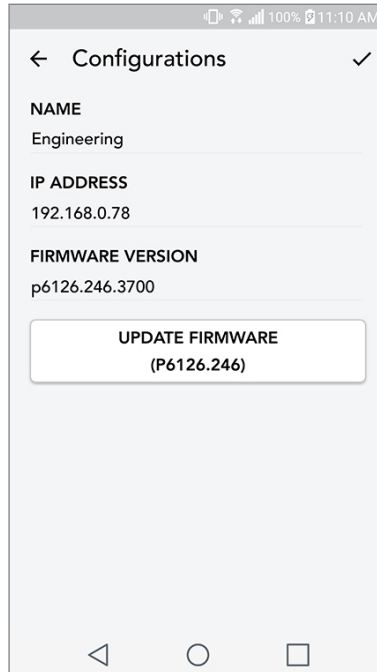 100% 11:10 AM
Configurations
NAME
Engineering
IP ADDRESS
192.168.0.78
FIRMWARE VERSION
p6126.246.3700
UPDATE FIRMWARE
(P6126.246)